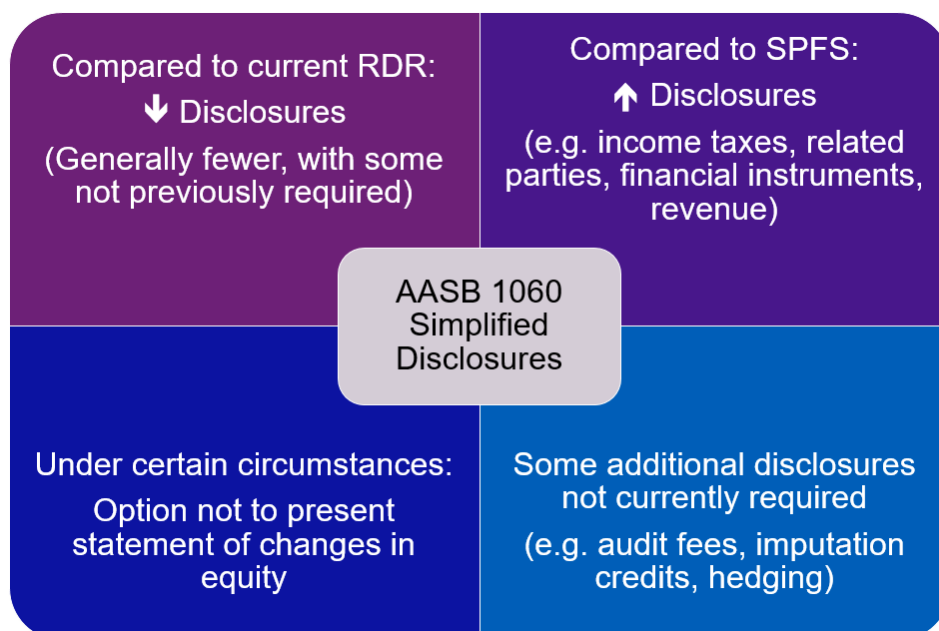 Compared to current RDR:
🡻 Disclosures
(Generally fewer, with some
not previously required)
Compared to SPFS:
🡹 Disclosures
(e.g. income taxes, related
parties, financial instruments,
revenue)
AASB 1060
Simplified
Disclosures
Under certain circumstances:
Option not to present
statement of changes in
equity
Some additional disclosures
not currently required
(e.g. audit fees, imputation
credits, hedging)